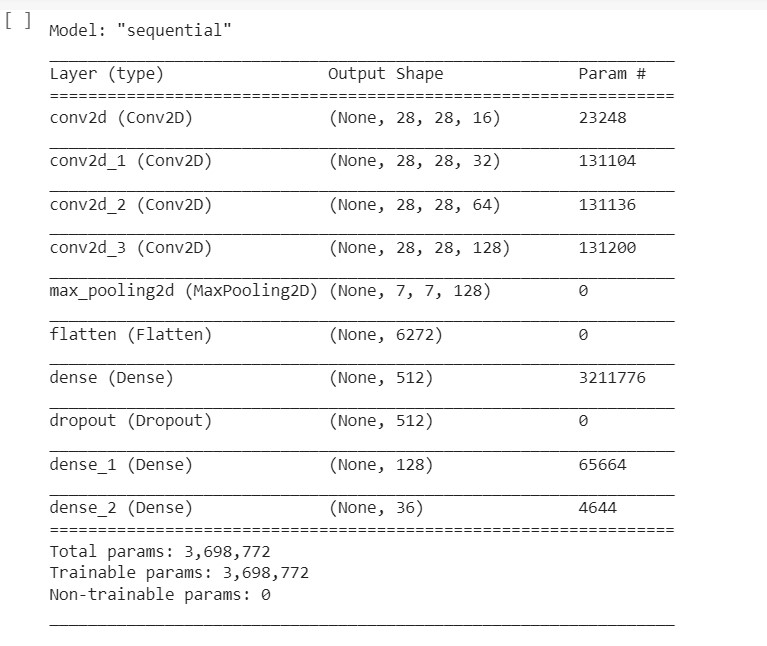 [ ] Model: "sequential"
Layer (type) Output Shape Param #
conv2d (Conv2D) (None, 28, 28, 16) 23248
conv2d_1 (Conv2D) (None, 28, 28, 32) 131104
conv2d_2 (Conv2D) (None, 28, 28, 64) 131136
conv2d_3 (Conv2D) (None, 28, 28, 128) 131200
max_pooling2d (MaxPooling2D) (None, 7, 7, 128) 0
flatten (Flatten) (None, 6272) 0
dense (Dense) (None, 512) 3211776
dropout (Dropout) (None, 512) 0
dense_1 (Dense) (None, 128) 65664
dense_2 (Dense) (None, 36) 4644
Total params: 3,698,772
Trainable params: 3,698,772
Non-trainable params: 0